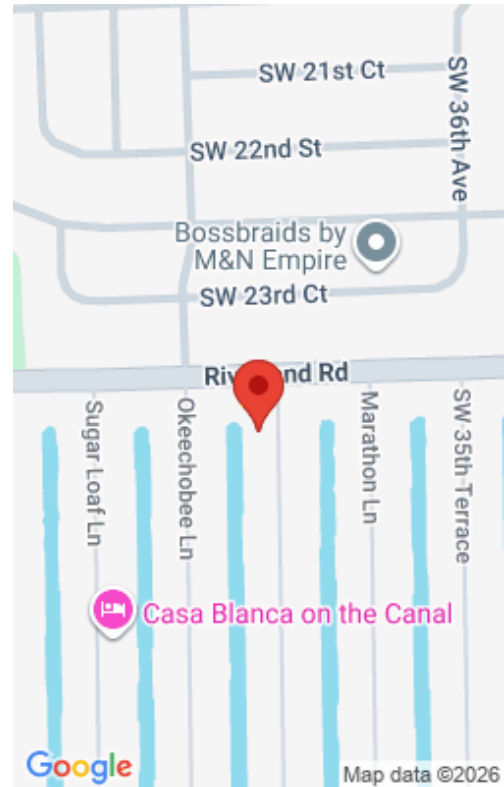 SW 21st Ct
SW 36th Ave
SW 22nd St
Bossbraids by
M&N Empire
SW 23rd Ct
Sugar Loaf Ln
Okeechobee Ln
Marathon Ln
SW 35th Terrace
Casa Blanca on the Canal
Google
Map data ©2026